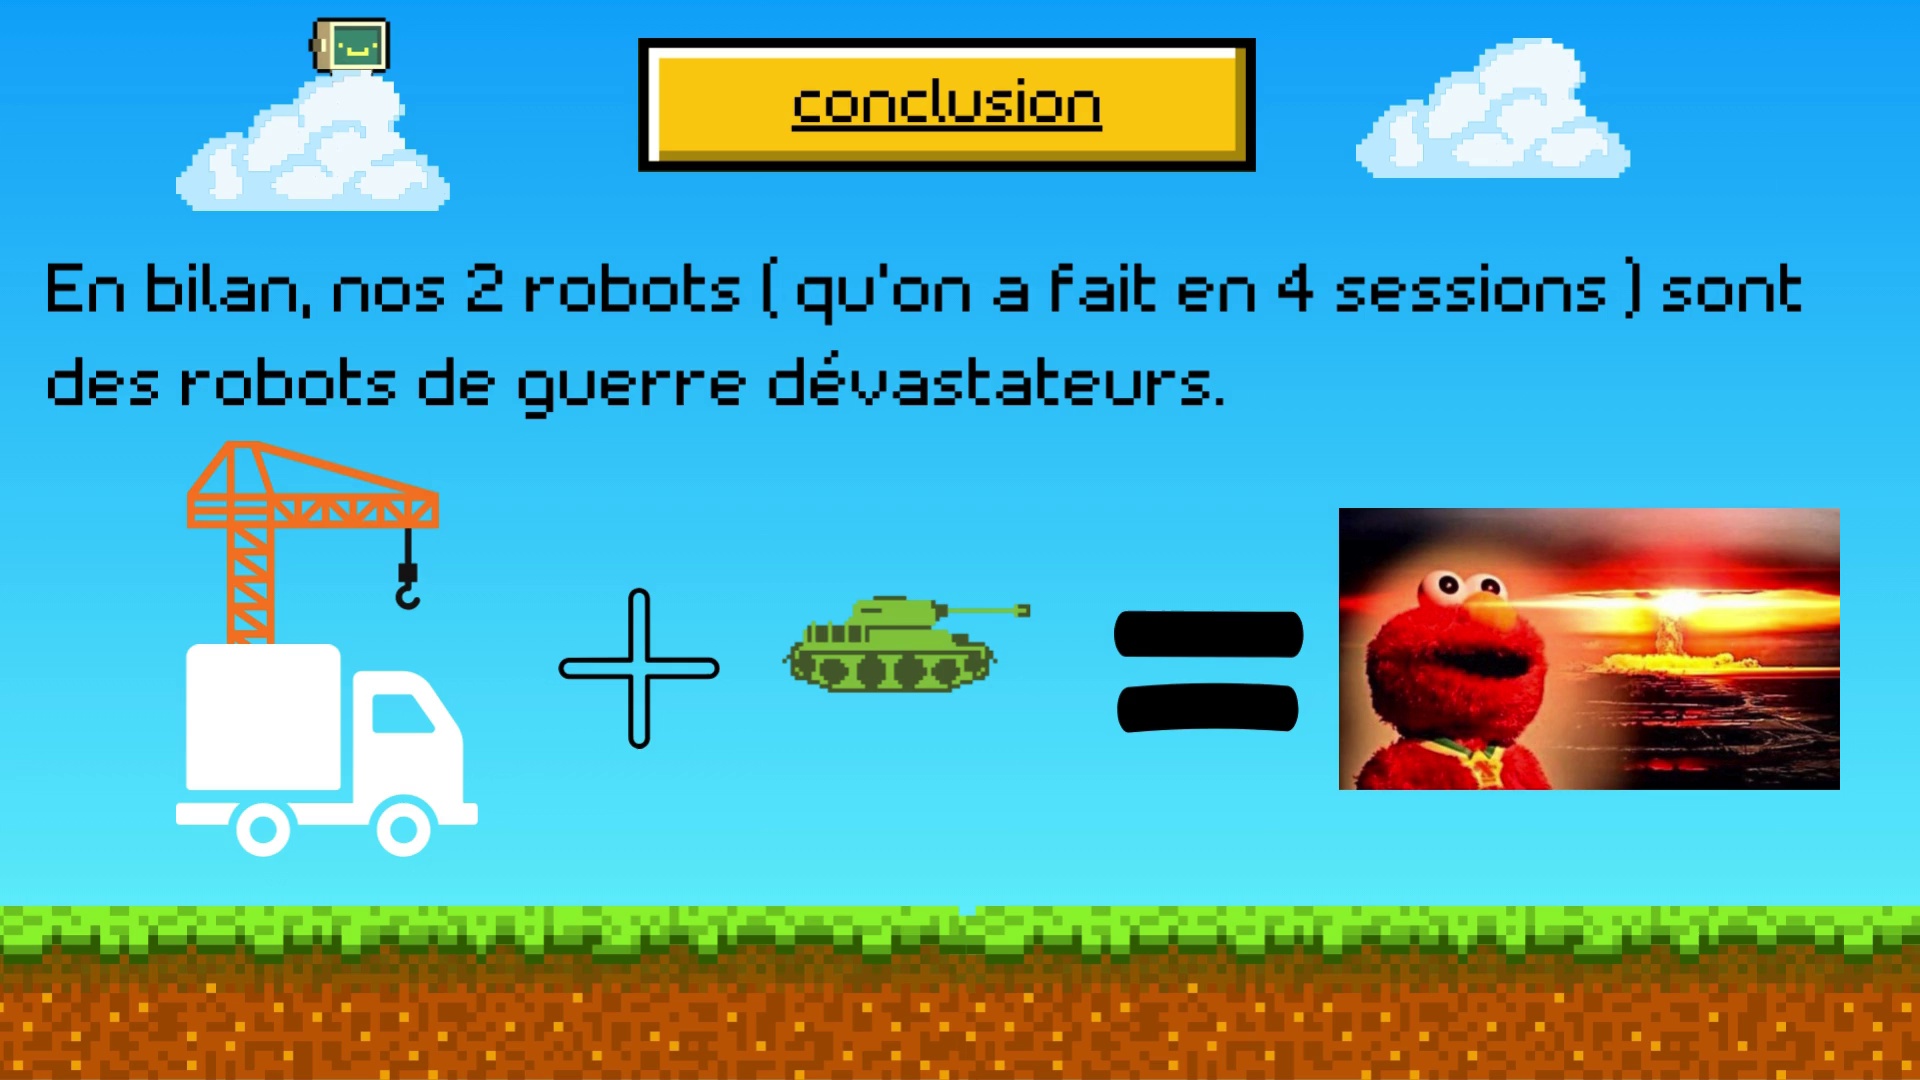 conclusion
En bilan, nos 2 robots ( qu'on a fait en 4 sessions ) sont
des robots de guerre dévastateurs.